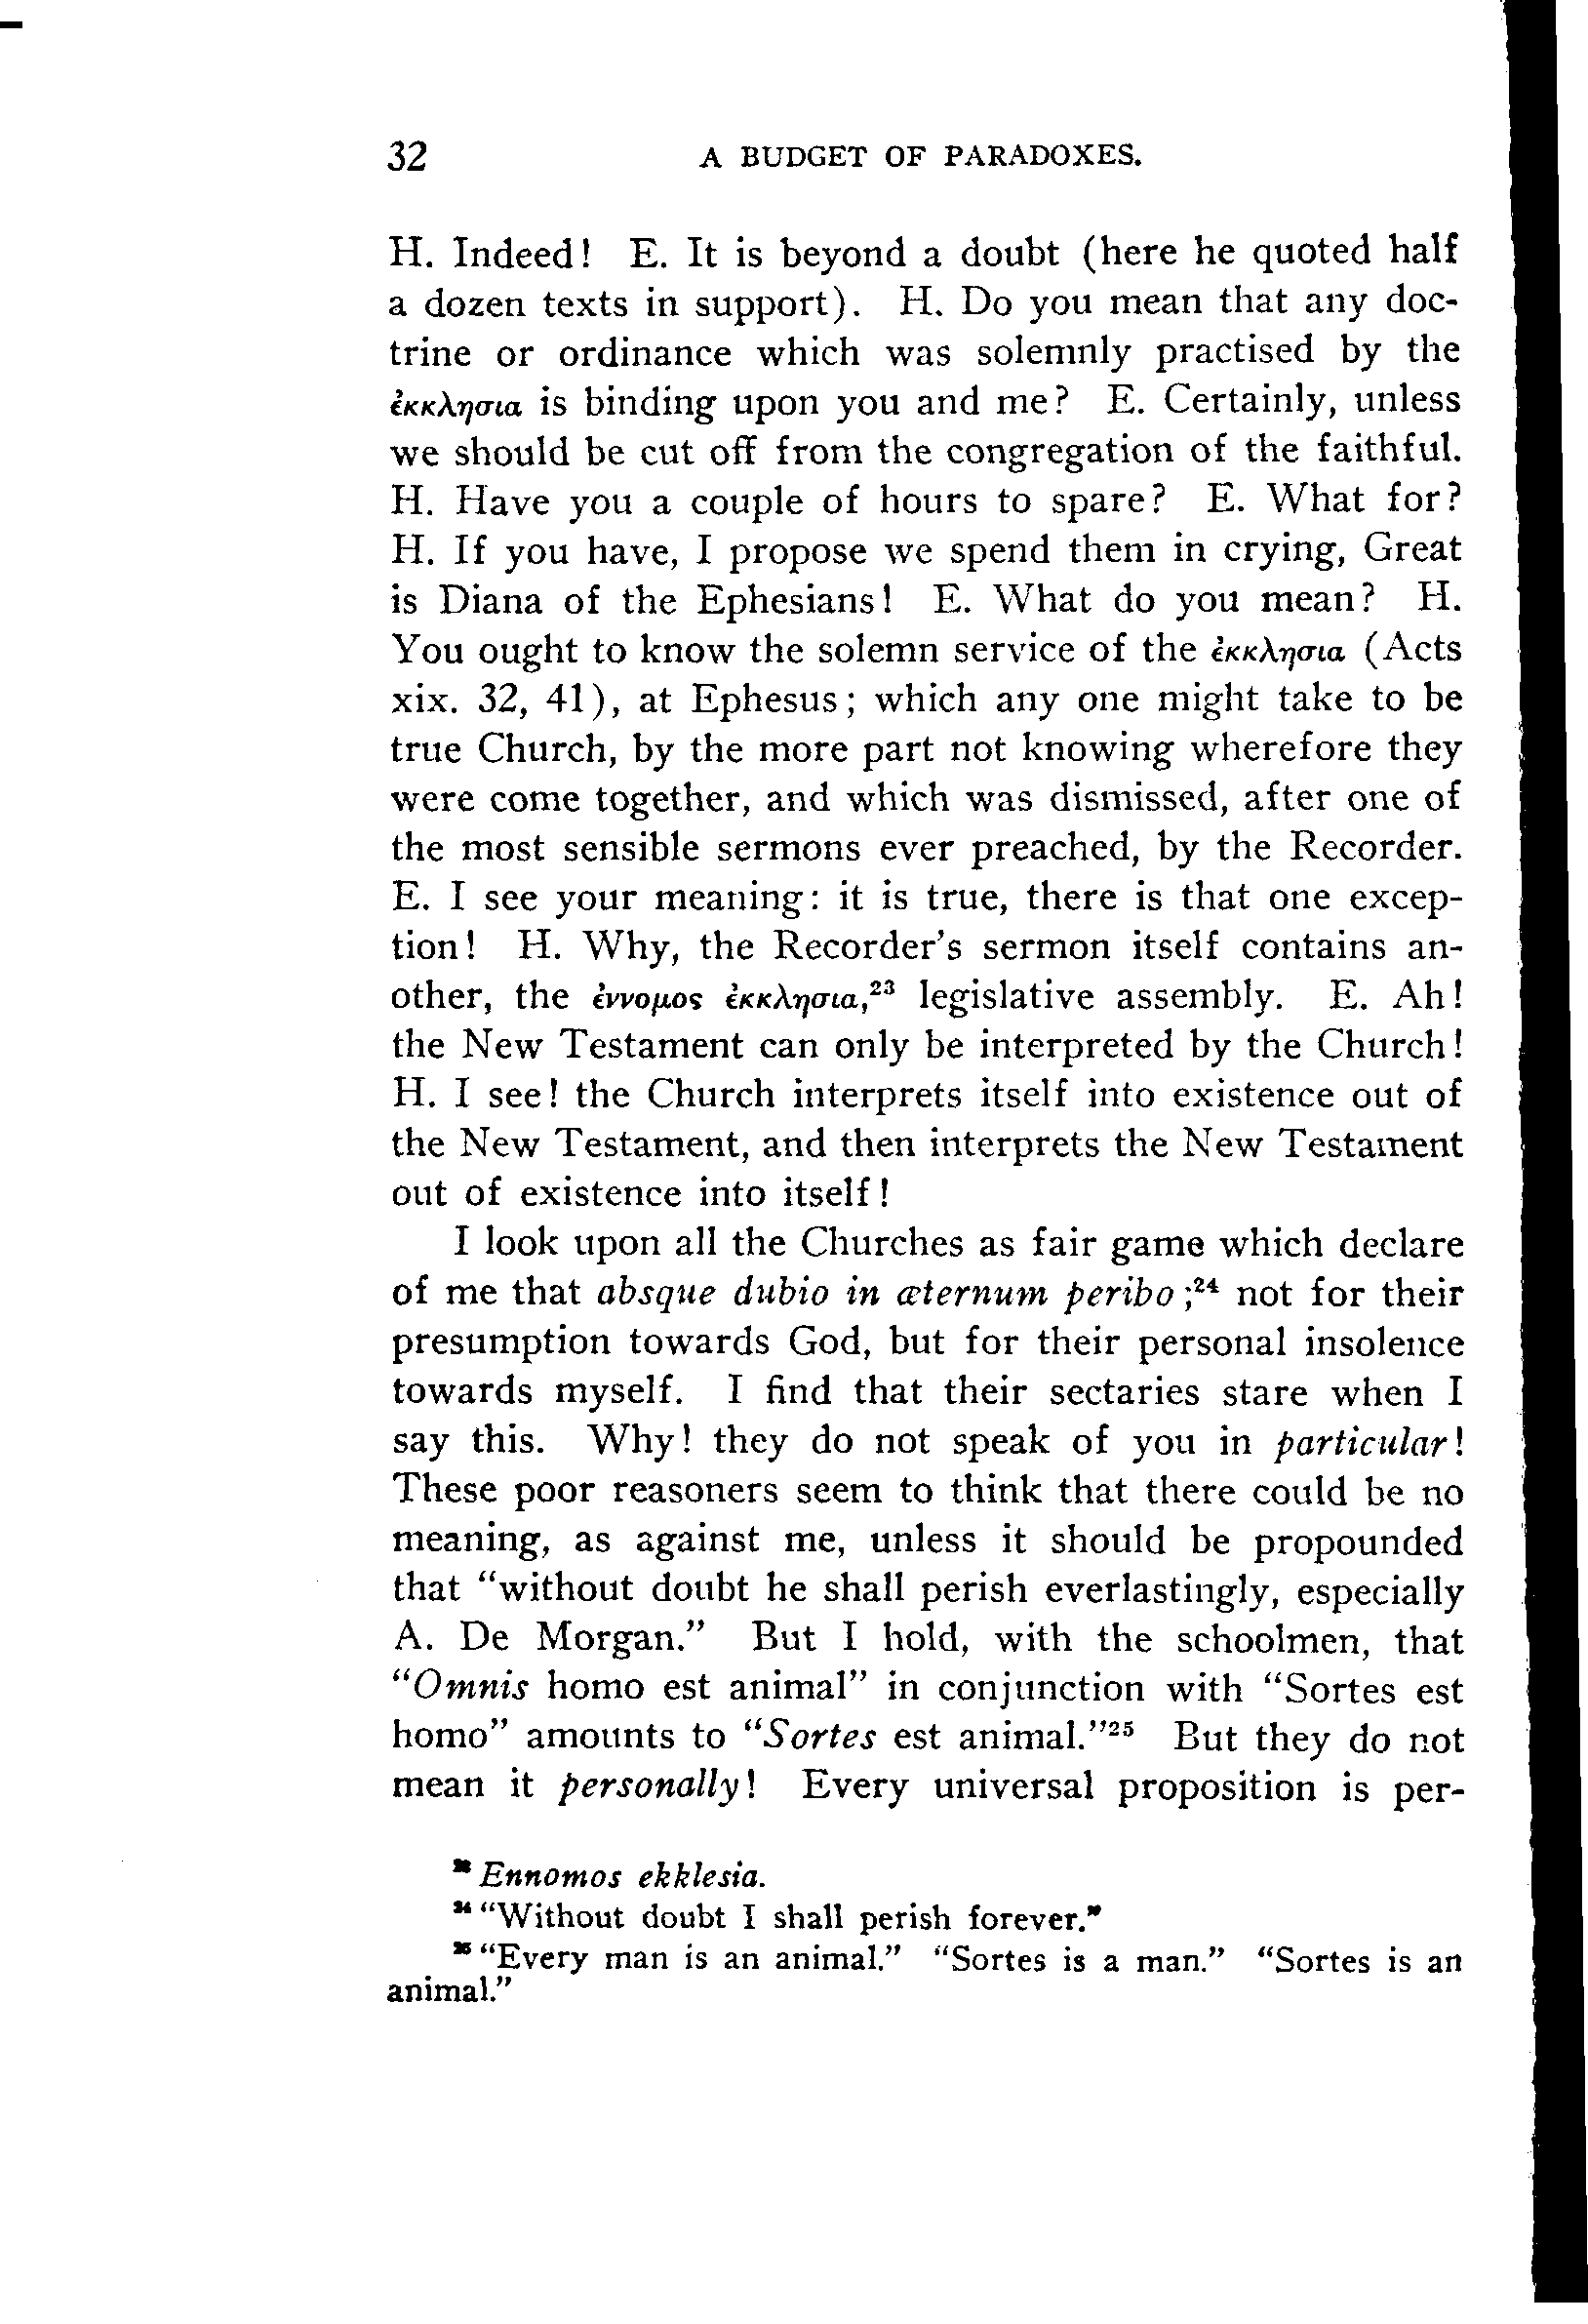 32 A BUDGET OF PARADOXES.
H. Indeed! E. It is beyond a doubt (here he quoted half
a dozen texts in support). H. Do you mean that any doc-
trine or ordinance which was solemnly practised by the
ἐκκλησια is binding upon you and me? E. Certainly, unless
we should be cut off from the congregation of the faithful.
H. Have you a couple of hours to spare? E. What for?
H. If you have, I propose we spend them in crying, Great
is Diana of the Ephesians! E. What do you mean? H.
You ought to know the solemn service of the ἐκκλησια (Acts
xix. 32, 41), at Ephesus; which any one might take to be
true Church, by the more part not knowing wherefore they
were come together, and which was dismissed, after one of
the most sensible sermons ever preached, by the Recorder.
E. I see your meaning: it is true, there is that one excep-
tion! H. Why, the Recorder's sermon itself contains an-
other, the ἐννομος ἐκκλησια,²³ legislative assembly. E. Ah!
the New Testament can only be interpreted by the Church!
H. I see! the Church interprets itself into existence out of
the New Testament, and then interprets the New Testament
out of existence into itself!
I look upon all the Churches as fair game which declare
of me that absque dubio in æternum peribo;²⁴ not for their
presumption towards God, but for their personal insolence
towards myself. I find that their sectaries stare when I
say this. Why! they do not speak of you in particular!
These poor reasoners seem to think that there could be no
meaning, as against me, unless it should be propounded
that "without doubt he shall perish everlastingly, especially
A. De Morgan." But I hold, with the schoolmen, that
"Omnis homo est animal" in conjunction with "Sortes est
homo" amounts to "Sortes est animal."²⁵ But they do not
mean it personally! Every universal proposition is per-
²³ Ennomos ekklesia.
²⁴ "Without doubt I shall perish forever."
²⁵ "Every man is an animal." "Sortes is a man." "Sortes is an
animal."